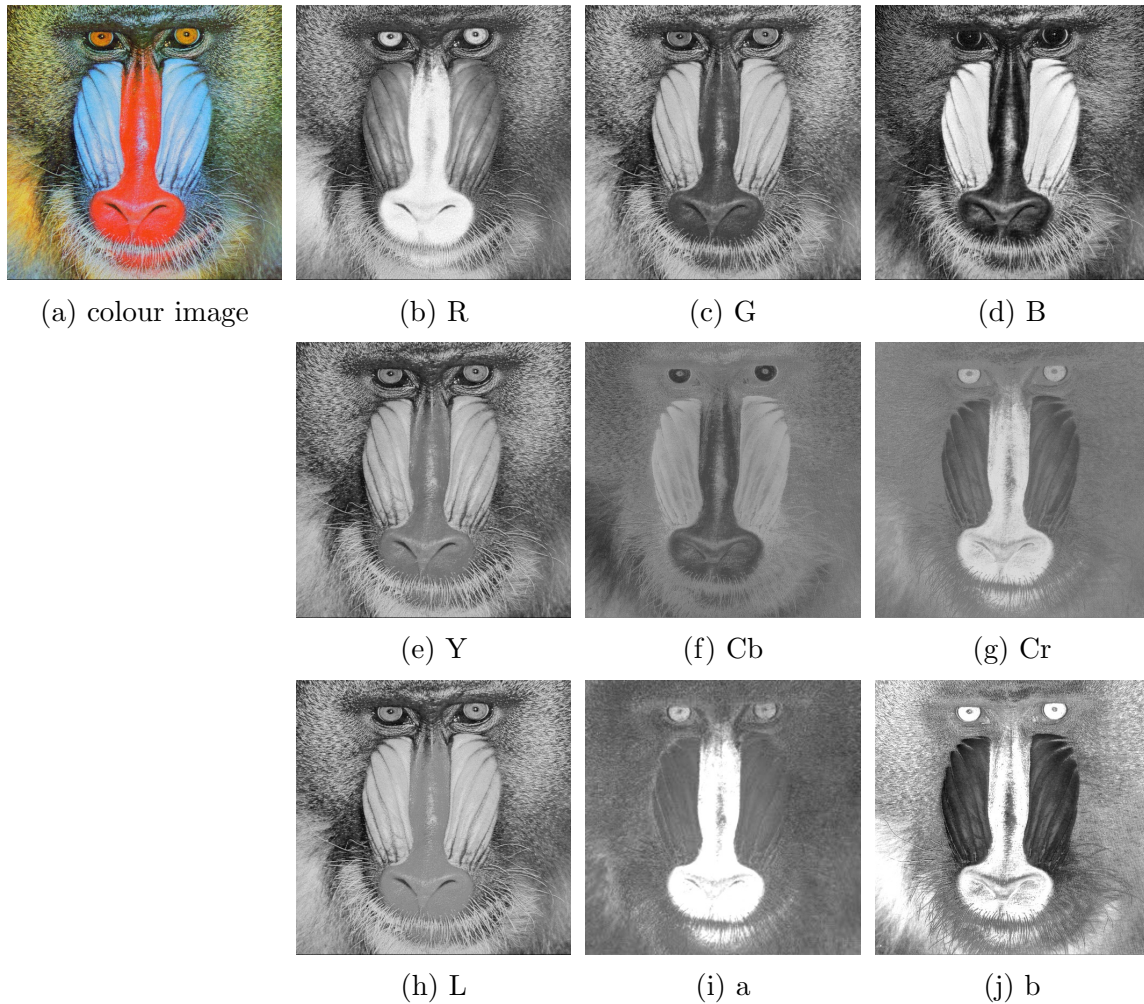 (a) colour image
(b) R
(c) G
(d) B
(e) Y
(f) Cb
(g) Cr
(h) L
(i) a
(j) b